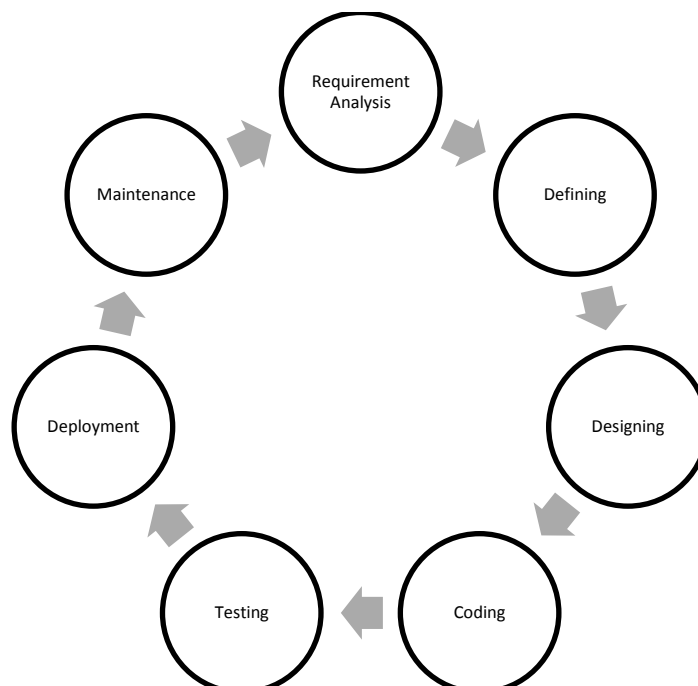 Requirement
Analysis
Defining
Designing
Coding
Testing
Deployment
Maintenance